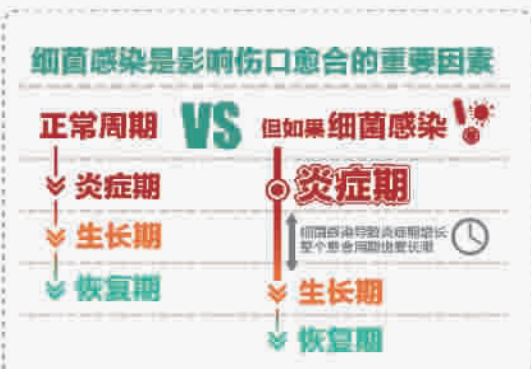 细菌感染是影响伤口愈合的重要因素
正常周期 VS 但如果细菌感染
炎症期
生长期
恢复期
炎症期
细菌感染导致炎症期增长
整个愈合周期也要长
生长期
恢复期